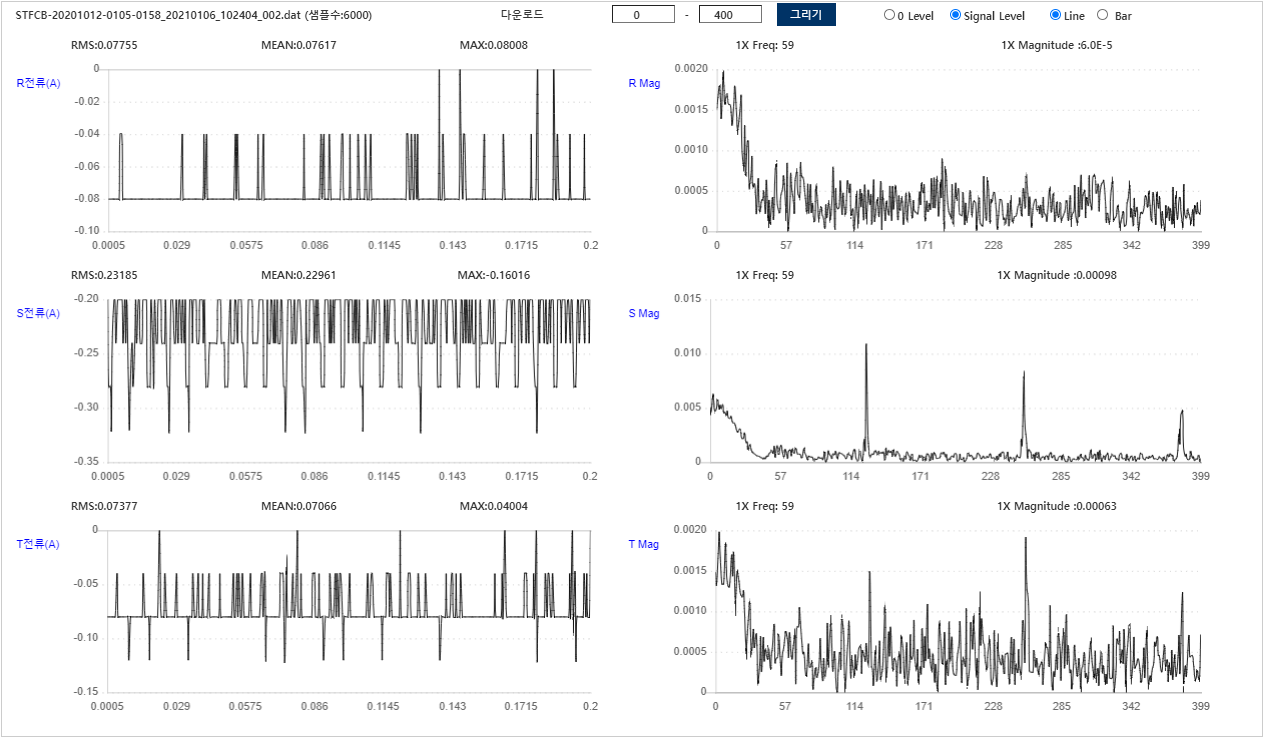 STFCB-20201012-0105-0158_20210106_102404_002.dat (샘플수:6000) 다운로드 0 - 400 그리기 0 Level Signal Level Line Bar
RMS:0.07755 MEAN:0.07617 MAX:0.08008 1X Freq: 59 1X Magnitude :6.0E-5
R전류(A)
0
-0.02
-0.04
-0.06
-0.08
-0.10
0.0005 0.029 0.0575 0.086 0.1145 0.143 0.1715 0.2
R Mag
0.0020
0.0015
0.0010
0.0005
0
0 57 114 171 228 285 342 399
RMS:0.23185 MEAN:0.22961 MAX:-0.16016 1X Freq: 59 1X Magnitude :0.00098
S전류(A)
-0.20
-0.25
-0.30
-0.35
0.0005 0.029 0.0575 0.086 0.1145 0.143 0.1715 0.2
S Mag
0.015
0.010
0.005
0
0 57 114 171 228 285 342 399
RMS:0.07377 MEAN:0.07066 MAX:0.04004 1X Freq: 59 1X Magnitude :0.00063
T전류(A)
0
-0.05
-0.10
-0.15
0.0005 0.029 0.0575 0.086 0.1145 0.143 0.1715 0.2
T Mag
0.0020
0.0015
0.0010
0.0005
0
0 57 114 171 228 285 342 399